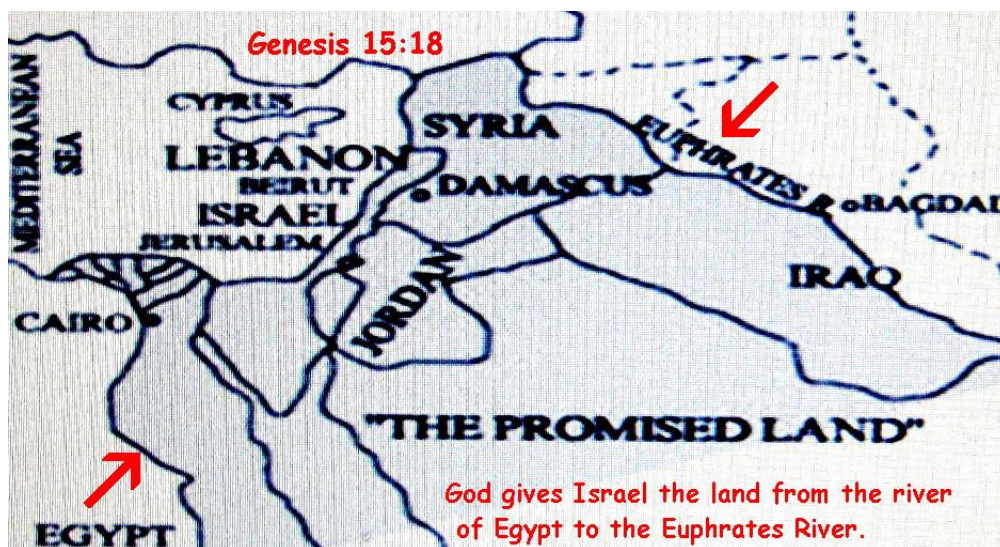 Genesis 15:18
MEDITERRANEAN
SEA
CYPRUS
SYRIA
EUPHRATES R
LEBANON
BEIRUT
DAMASCUS
BAGDAD
ISRAEL
JERUSALEM
JORDAN
IRAQ
CAIRO
"THE PROMISED LAND"
God gives Israel the land from the river
of Egypt to the Euphrates River.
EGYPT